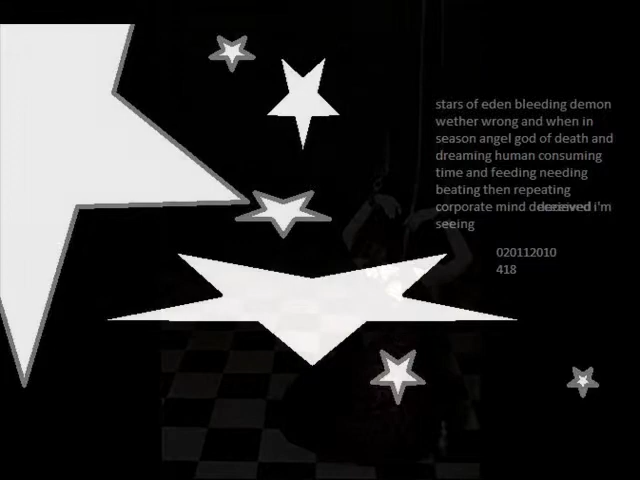 stars of eden bleeding demon
wether wrong and when in
season angel god of death and
dreaming human consuming
time and feeding needing
beating then repeating
corporate mind i'm
seeing
020112010
418